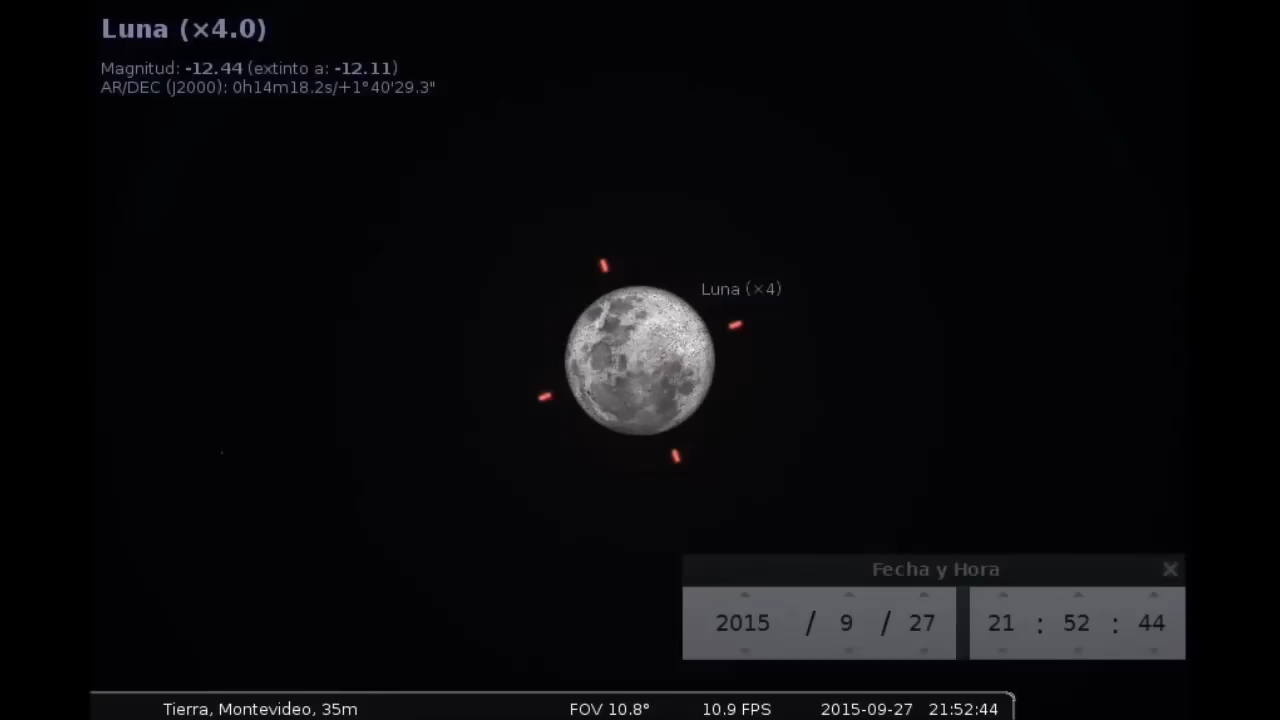 Luna (×4.0)
Magnitud: -12.44 (extinto a: -12.11)
AR/DEC (J2000): 0h14m18.2s/+1°40'29.3"
Luna (×4)
Fecha y Hora
2015 / 9 / 27 21 : 52 : 44
Tierra, Montevideo, 35m FOV 10.8° 10.9 FPS 2015-09-27 21:52:44